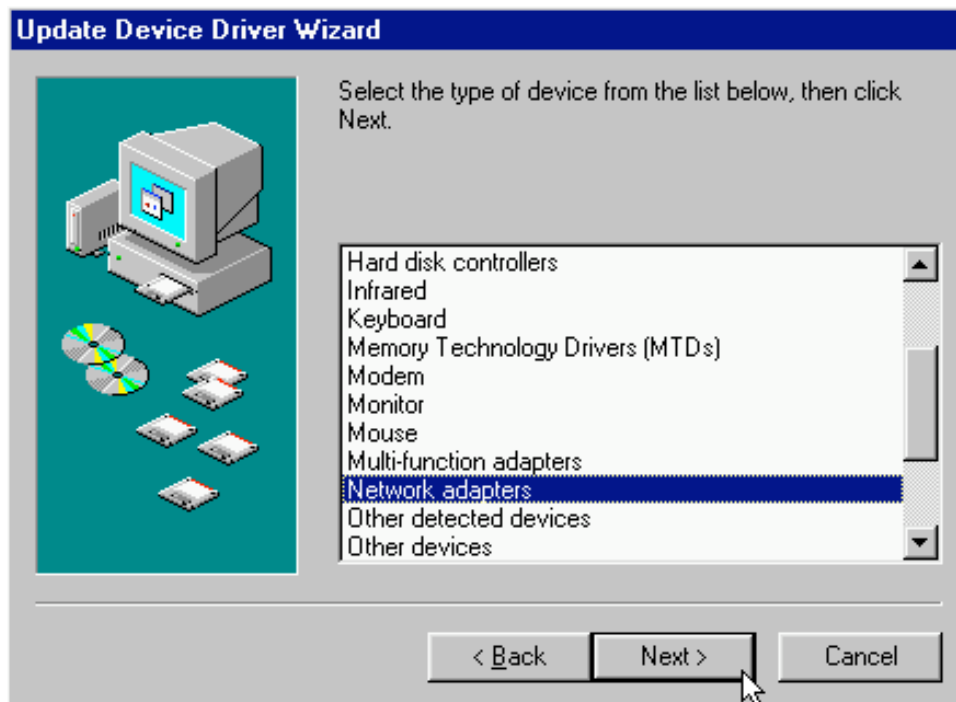 Update Device Driver Wizard
Select the type of device from the list below, then click
Next.
Hard disk controllers
Infrared
Keyboard
Memory Technology Drivers (MTDs)
Modem
Monitor
Mouse
Multi-function adapters
Network adapters
Other detected devices
Other devices
< Back
Next >
Cancel